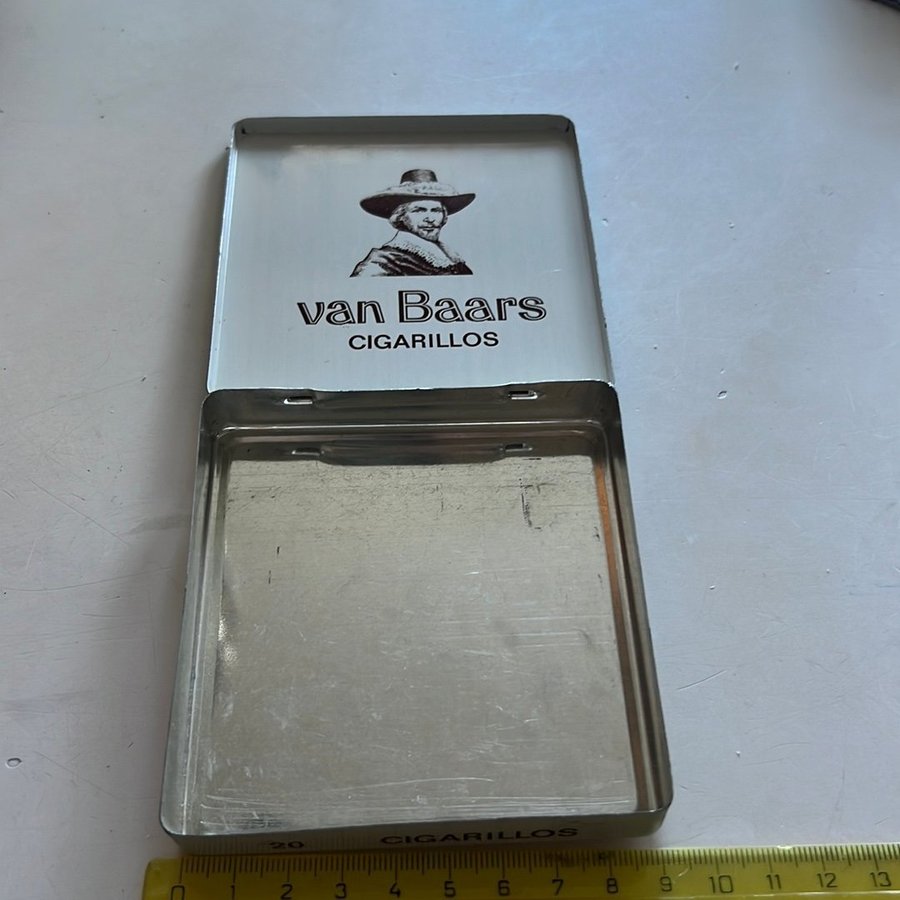 van Baars
CIGARILLOS
20 CIGARILLOS
0 1 2 3 4 5 6 7 8 9 10 11 12 13